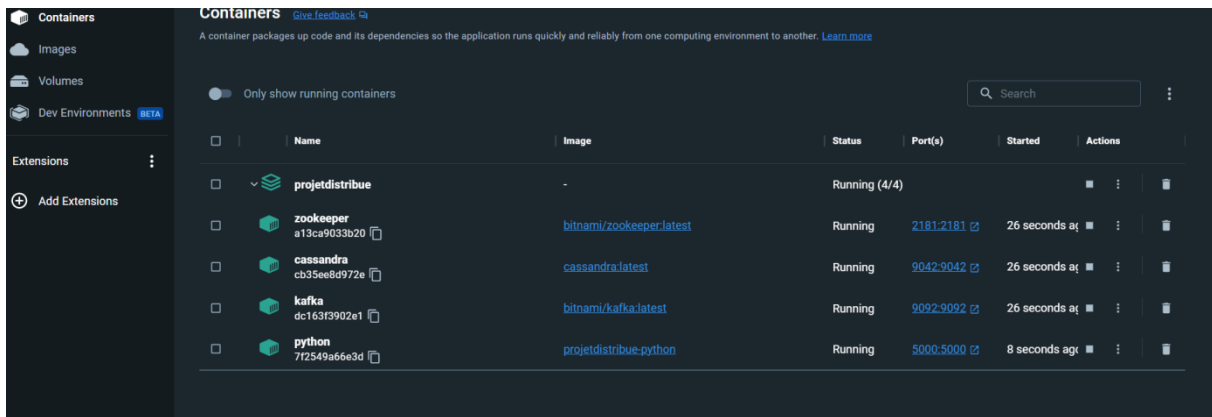 Containers
Images
Volumes
Dev Environments BETA
Extensions
Add Extensions
Containers Give feedback
A container packages up code and its dependencies so the application runs quickly and reliably from one computing environment to another. Learn more
Only show running containers
Search
Name Image Status Port(s) Started Actions
projetdistribue - Running (4/4)
zookeeper
a13ca9033b20
bitnami/zookeeper:latest Running 2181:2181 26 seconds ag
cassandra
cb35ee8d972e
cassandra:latest Running 9042:9042 26 seconds ag
kafka
dc163f3902e1
bitnami/kafka:latest Running 9092:9092 26 seconds ag
python
7f2549a66e3d
projetdistribue-python Running 5000:5000 8 seconds ago